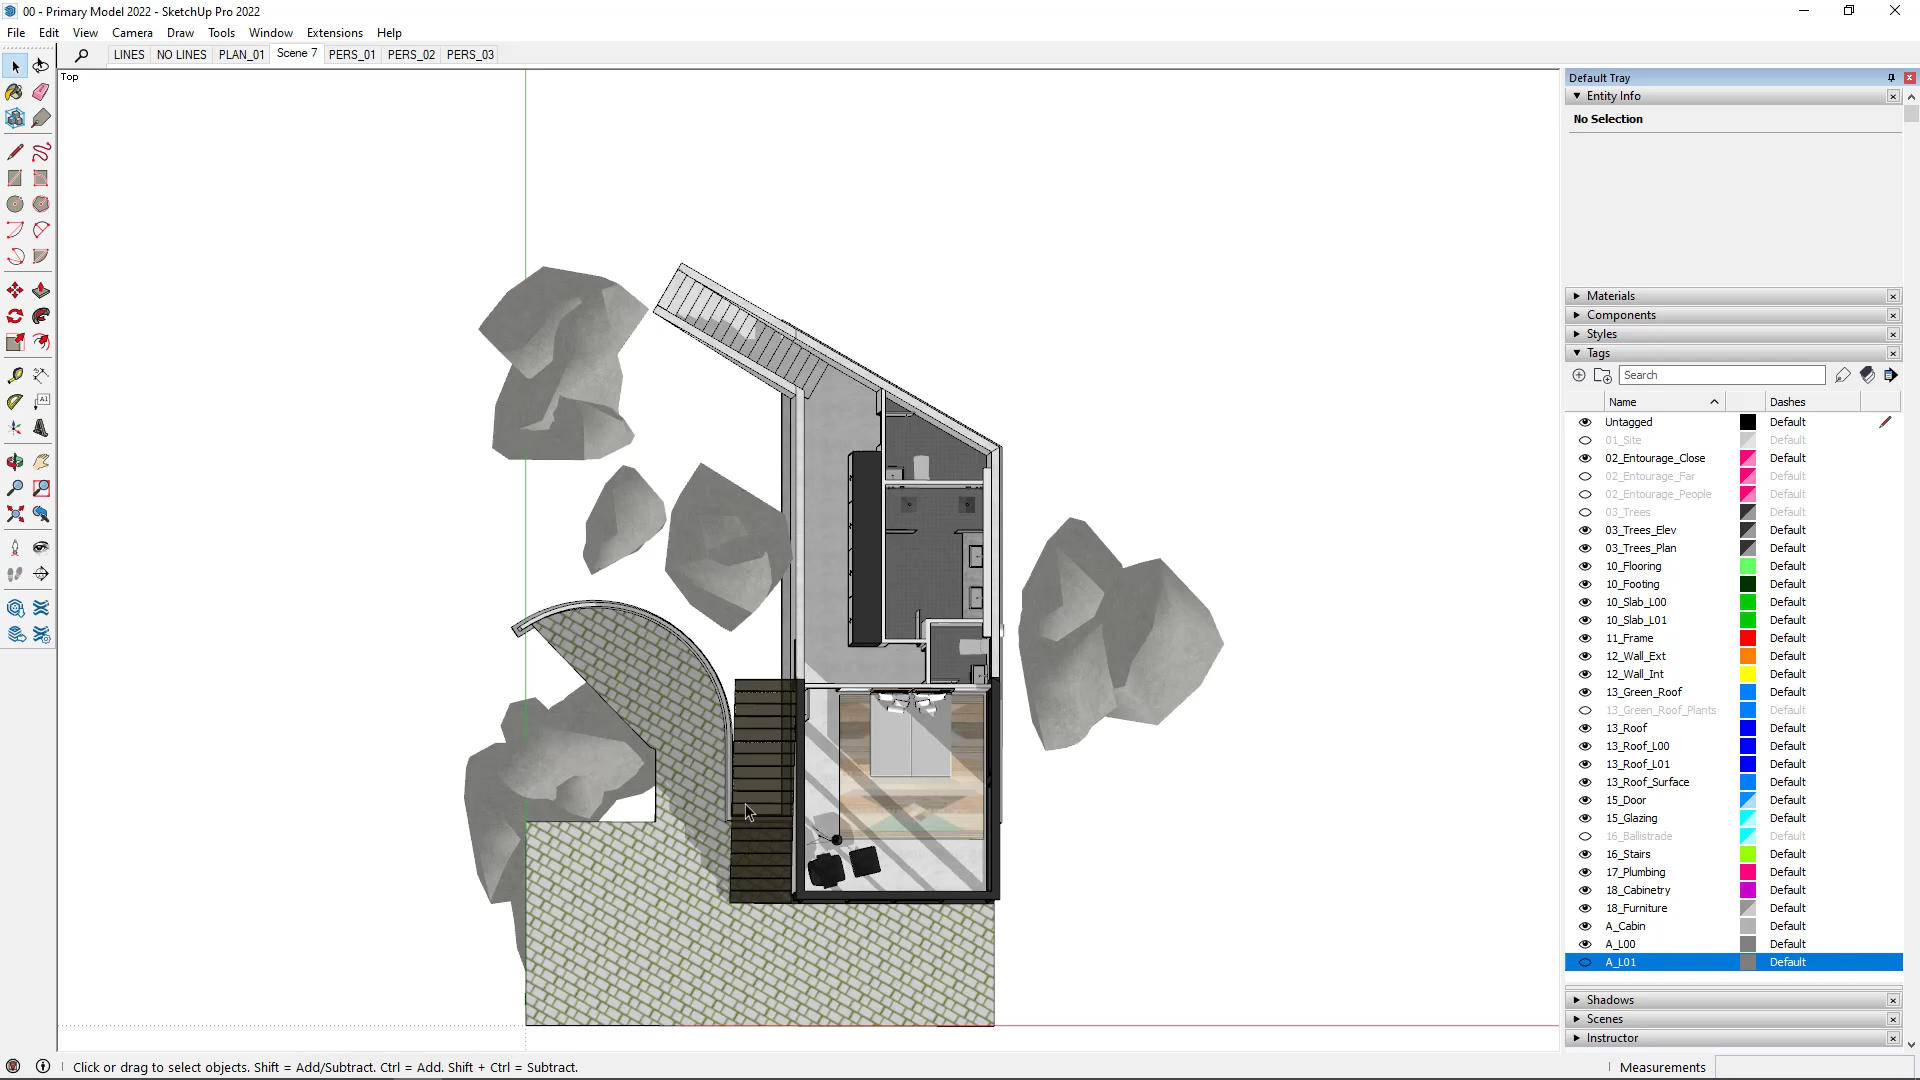 00 - Primary Model 2022 - SketchUp Pro 2022
File Edit View Camera Draw Tools Window Extensions Help
LINES NO LINES PLAN_01 Scene 7 PERS_01 PERS_02 PERS_03
Top
Default Tray
Entity Info
No Selection
Materials
Components
Styles
Tags
Search
Name Dashes
Untagged Default
01_Site Default
02_Entourage_Close Default
02_Entourage_Far Default
02_Entourage_People Default
03_Trees Default
03_Trees_Elev Default
03_Trees_Plan Default
10_Flooring Default
10_Footing Default
10_Slab_L00 Default
10_Slab_L01 Default
11_Frame Default
12_Wall_Ext Default
12_Wall_Int Default
13_Green_Roof Default
13_Green_Roof_Plants Default
13_Roof Default
13_Roof_L00 Default
13_Roof_L01 Default
13_Roof_Surface Default
15_Door Default
15_Glazing Default
16_Ballistrade Default
16_Stairs Default
17_Plumbing Default
18_Cabinetry Default
18_Furniture Default
A_Cabin Default
A_L00 Default
A_L01 Default
Shadows
Scenes
Instructor
Click or drag to select objects. Shift = Add/Subtract. Ctrl = Add. Shift + Ctrl = Subtract.
Measurements